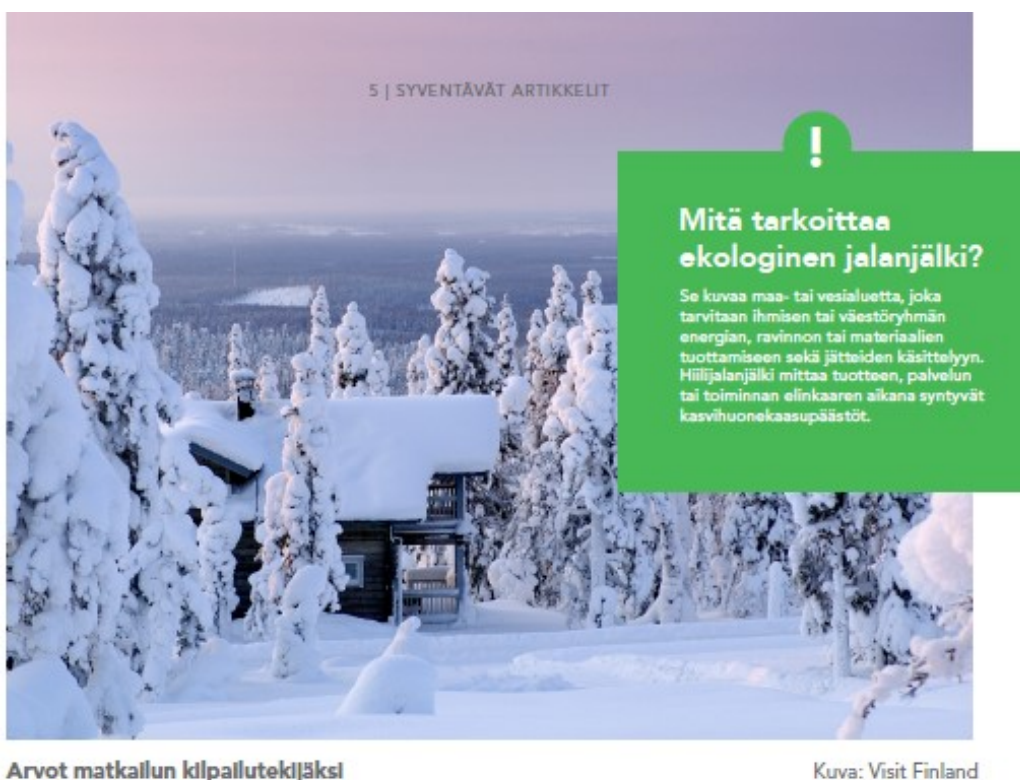 5 | SYVENTÄVÄT ARTIKKELIT
!
Mitä tarkoittaa
ekologinen jalanjälki?
Se kuvaa maa- tai vesialuetta, joka
tarvitaan ihmisen tai väestöryhmän
energian, ravinnon tai materiaalien
tuottamiseen sekä jätteiden käsittelyyn.
Hiilijalanjälki mittaa tuotteen, palvelun
tai toiminnan elinkaaren aikana syntyvät
kasvihuonekaasupäästöt.
Arvot matkailun kilpailutekijäksi
Kuva: Visit Finland